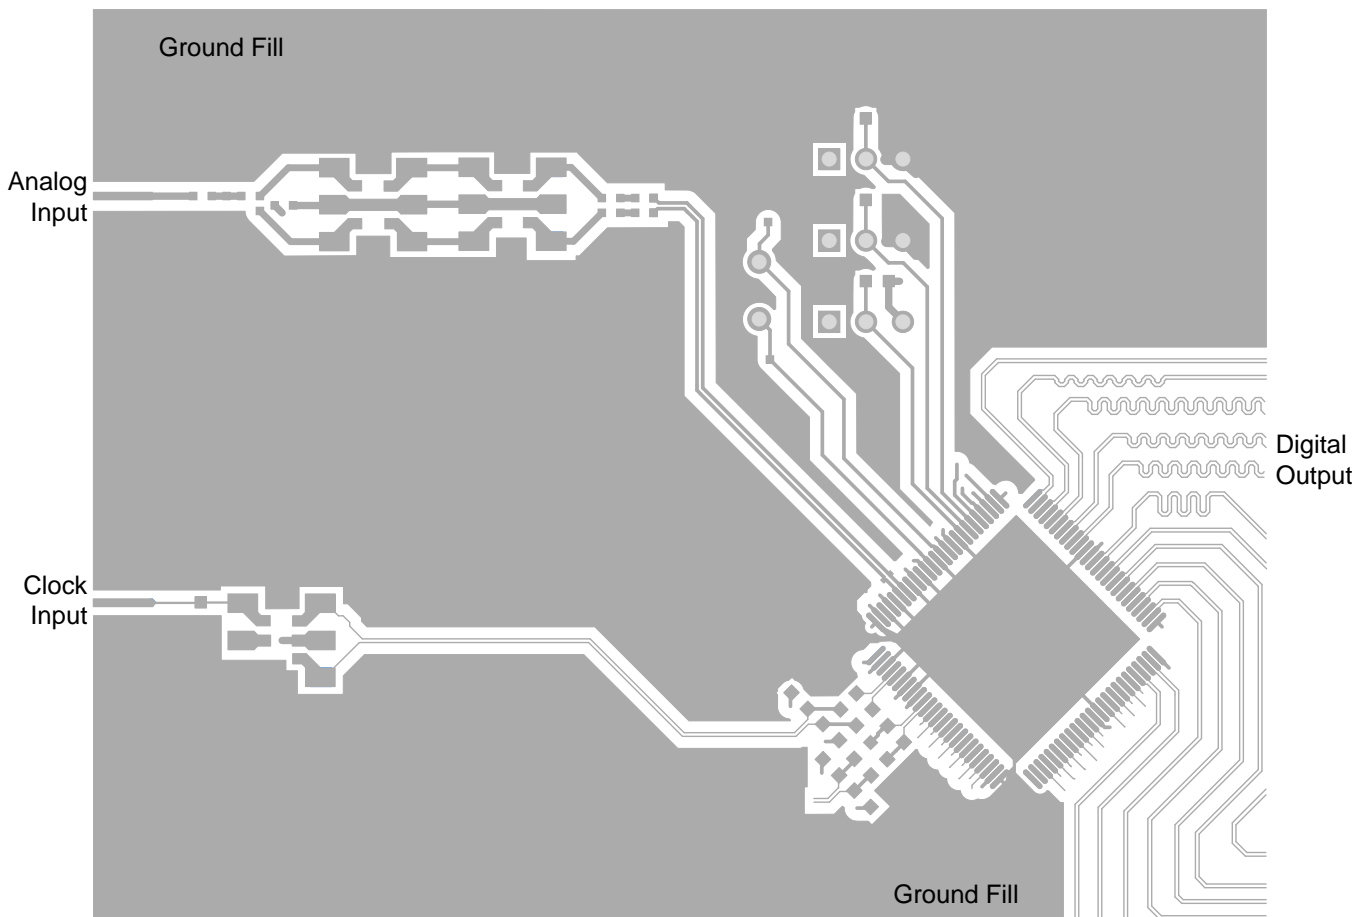 Ground Fill
Analog
Input
Digital
Output
Clock
Input
Ground Fill